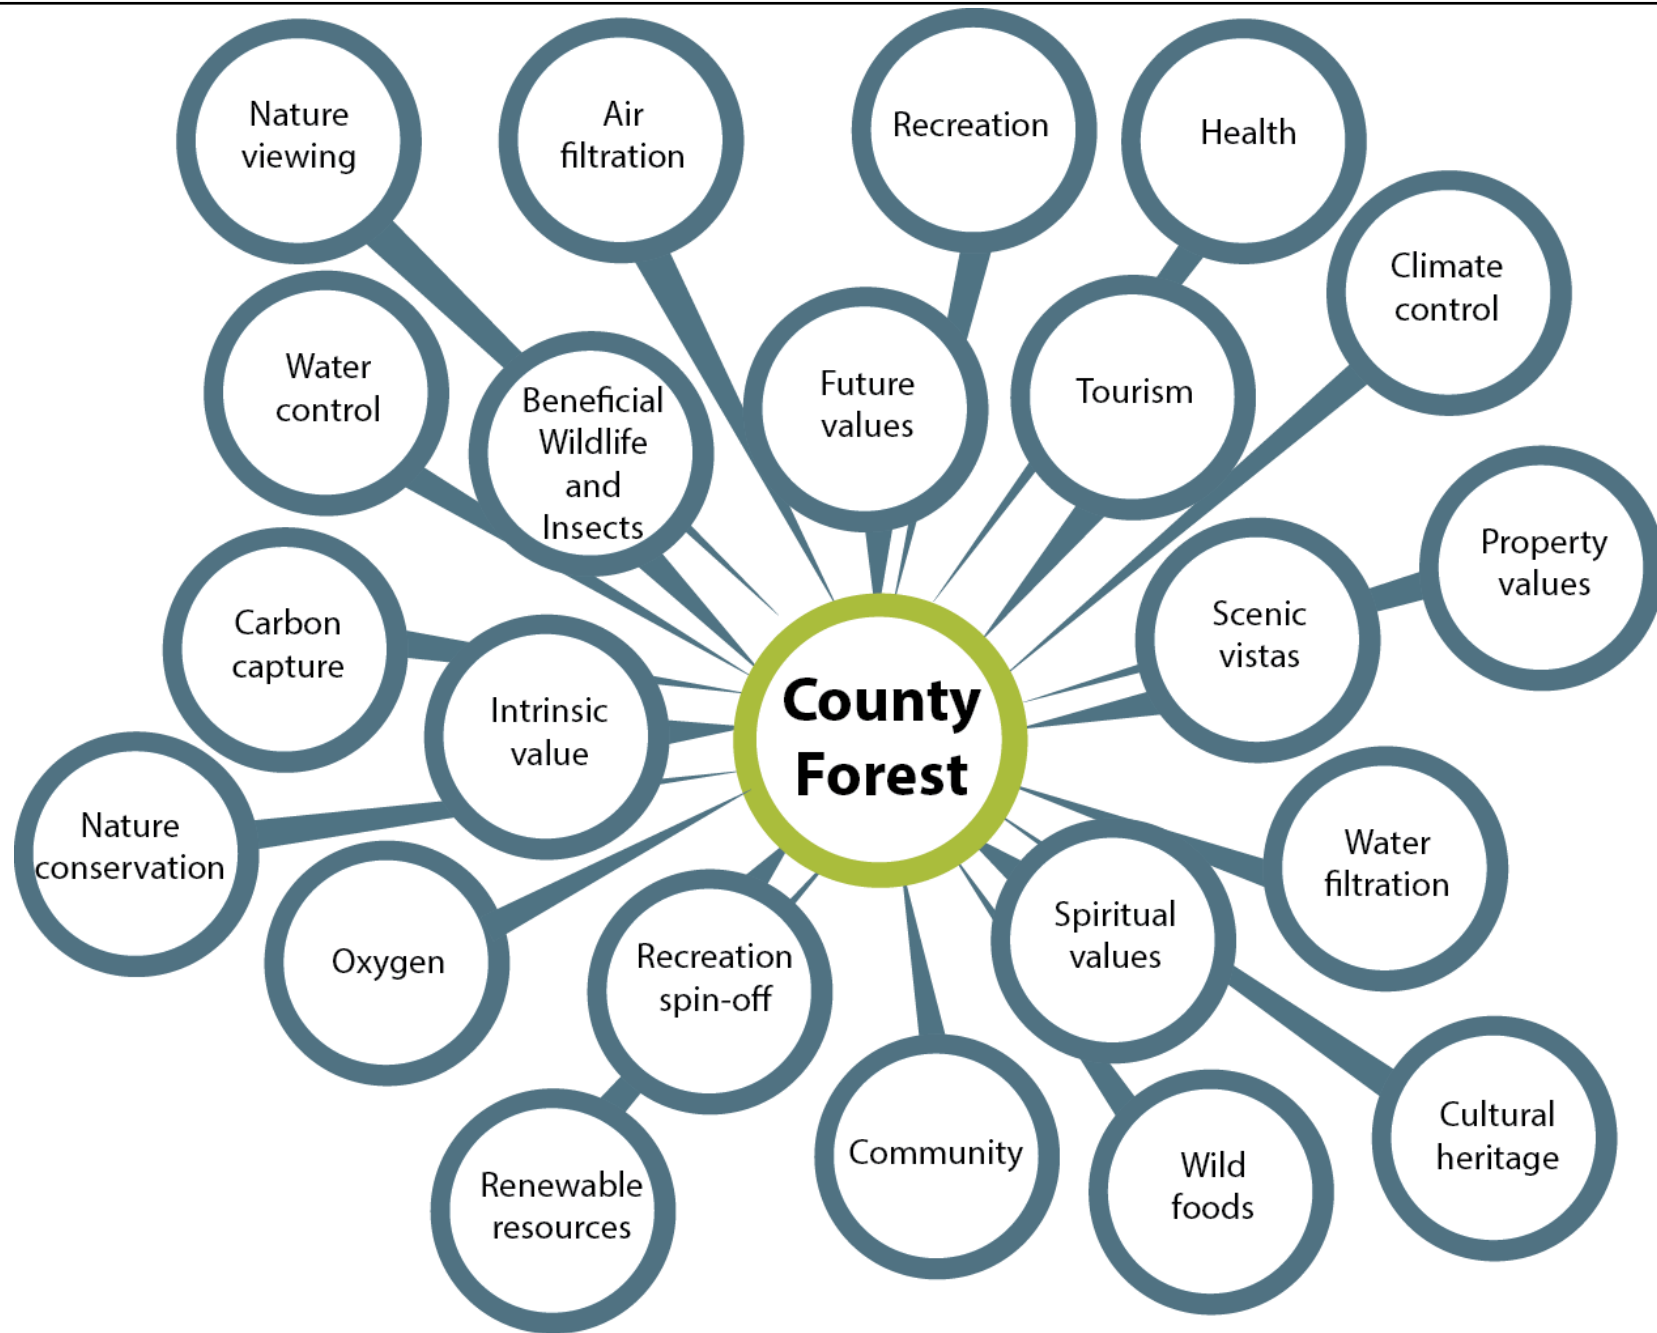 Nature
viewing
Air
filtration
Recreation
Health
Climate
control
Water
control
Beneficial
Wildlife
and
Insects
Future
values
Tourism
Property
values
Scenic
vistas
Carbon
capture
Intrinsic
value
County
Forest
Nature
conservation
Water
filtration
Oxygen
Recreation
spin-off
Spiritual
values
Renewable
resources
Community
Wild
foods
Cultural
heritage